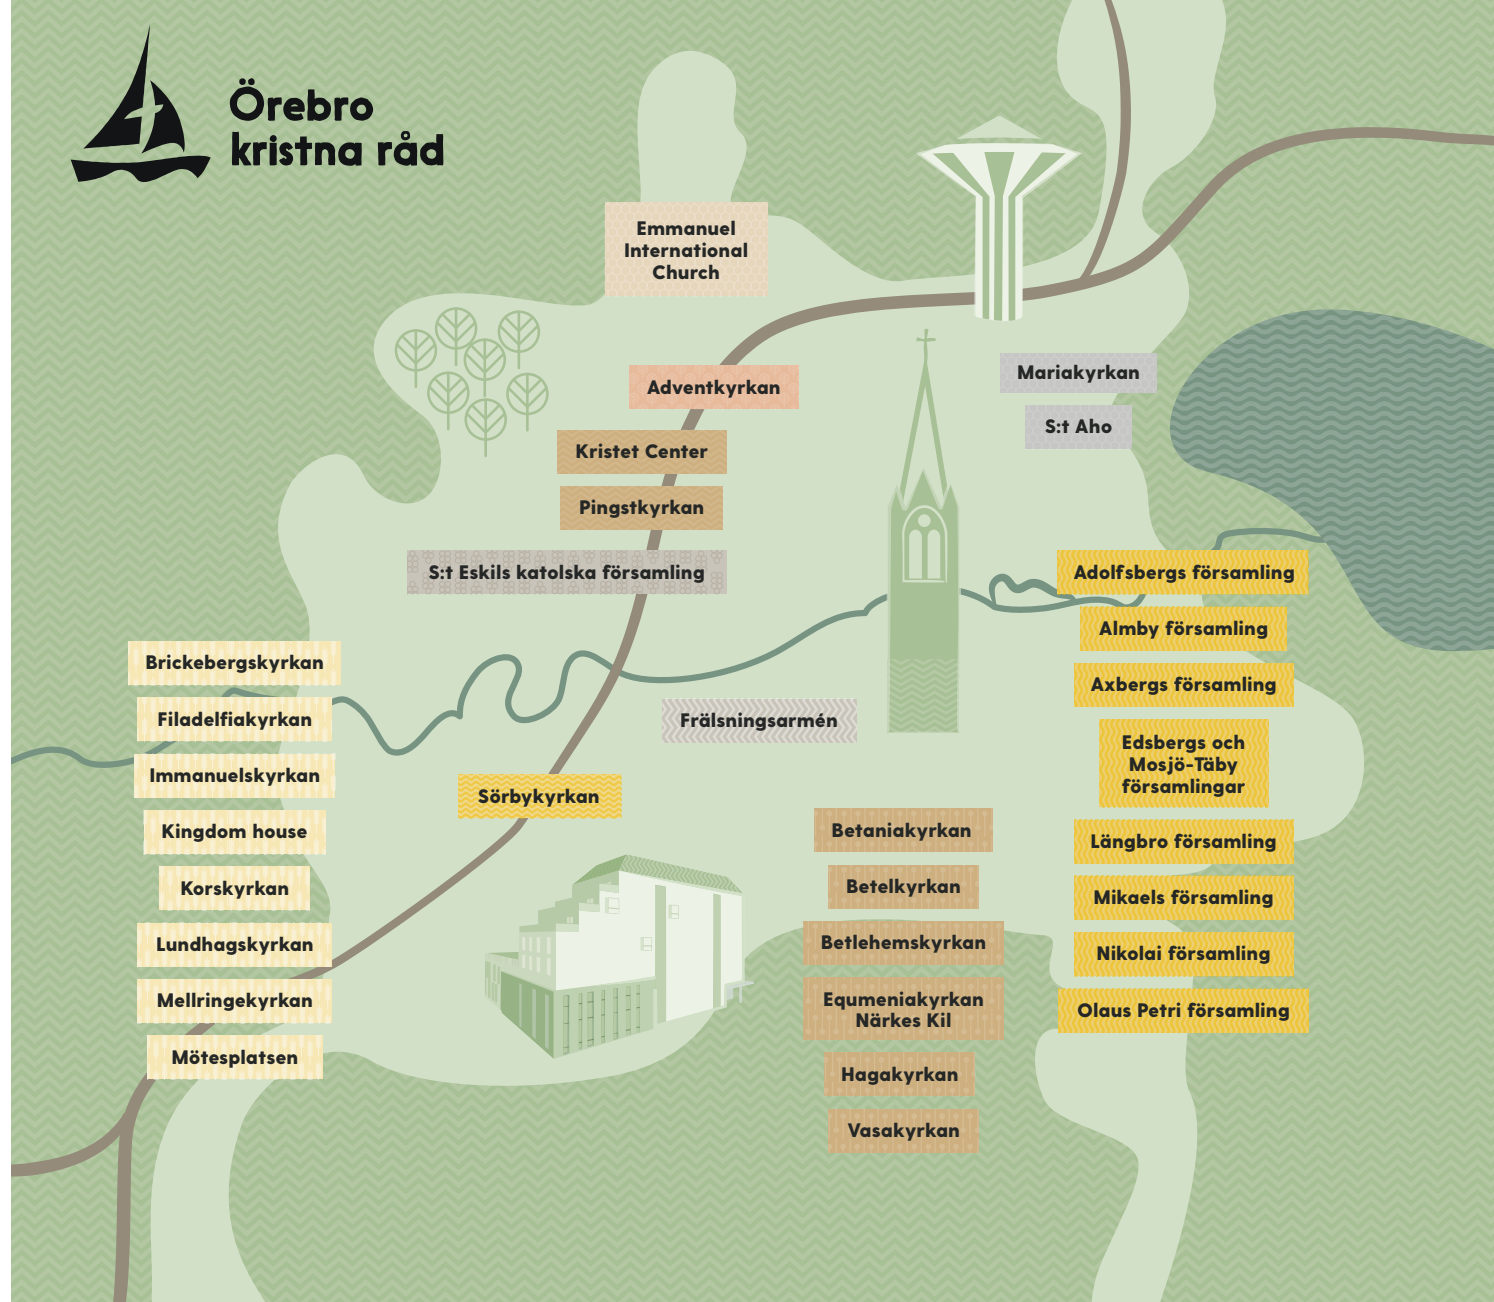 Örebro
kristna råd
Emmanuel
International
Church
Adventkyrkan
Kristet Center
Pingstkyrkan
S:t Eskils katolska församling
Mariakyrkan
S:t Aho
Brickebergskyrkan
Filadelfiakyrkan
Immanuelskyrkan
Kingdom house
Korskyrkan
Lundhagskyrkan
Mellringekyrkan
Mötesplatsen
Sörbykyrkan
Frälsningsarmén
Betaniakyrkan
Betelkyrkan
Betlehemskyrkan
Equmeniakyrkan
Närkes Kil
Hagakyrkan
Vasakyrkan
Adolfsbergs församling
Almby församling
Axbergs församling
Edsbergs och
Mosjö-Täby
församlingar
Längbro församling
Mikaels församling
Nikolai församling
Olaus Petri församling